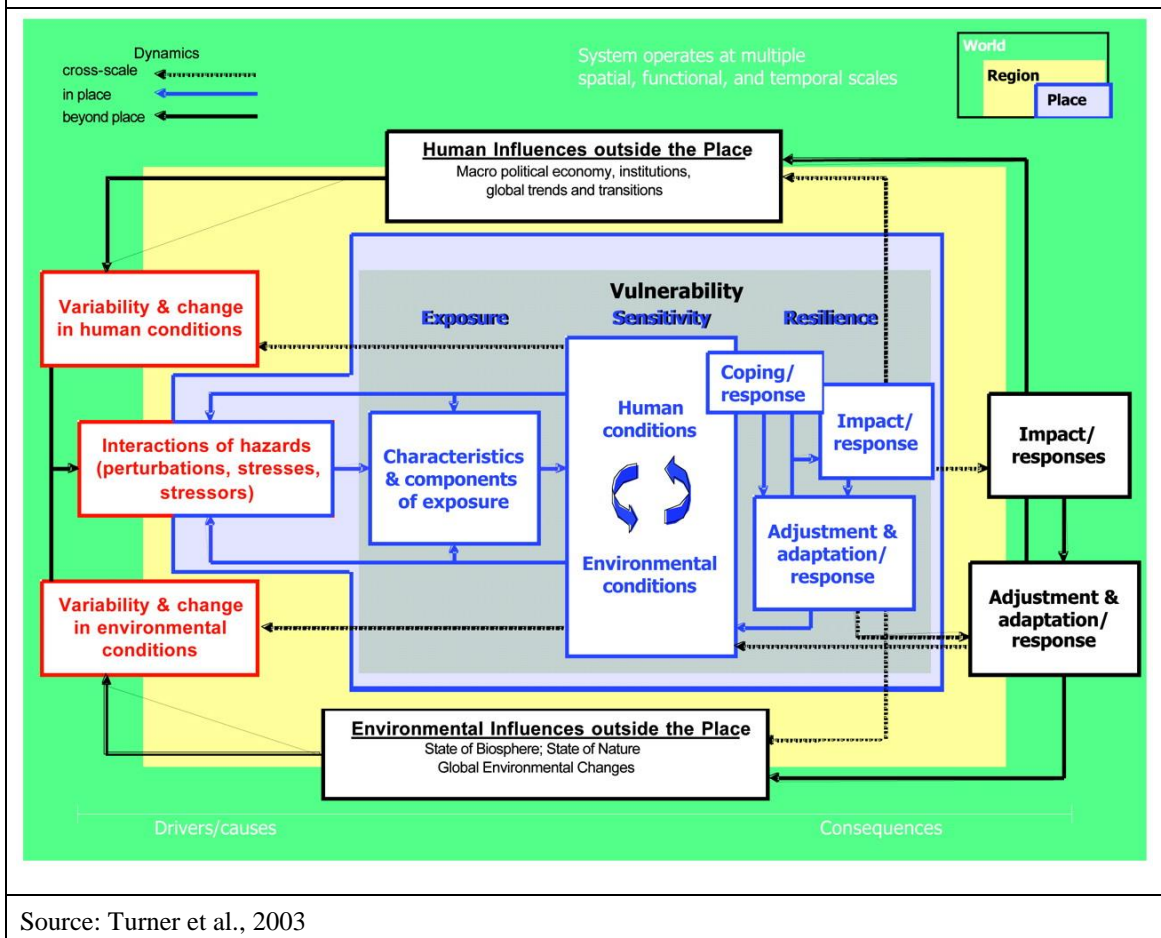 Dynamics
cross-scale
in place
beyond place
System operates at multiple
spatial, functional, and temporal scales
World
Region
Place
Human Influences outside the Place
Macro political economy, institutions,
global trends and transitions
Variability & change
in human conditions
Vulnerability
Exposure
Sensitivity
Resilience
Interactions of hazards
(perturbations, stresses,
stressors)
Characteristics
& components
of exposure
Human
conditions
Environmental
conditions
Coping/
response
Impact/
response
Adjustment &
adaptation/
response
Impact/
responses
Adjustment &
adaptation/
response
Variability & change
in environmental
conditions
Environmental Influences outside the Place
State of Biosphere; State of Nature
Global Environmental Changes
Drivers/causes
Consequences
Source: Turner et al., 2003